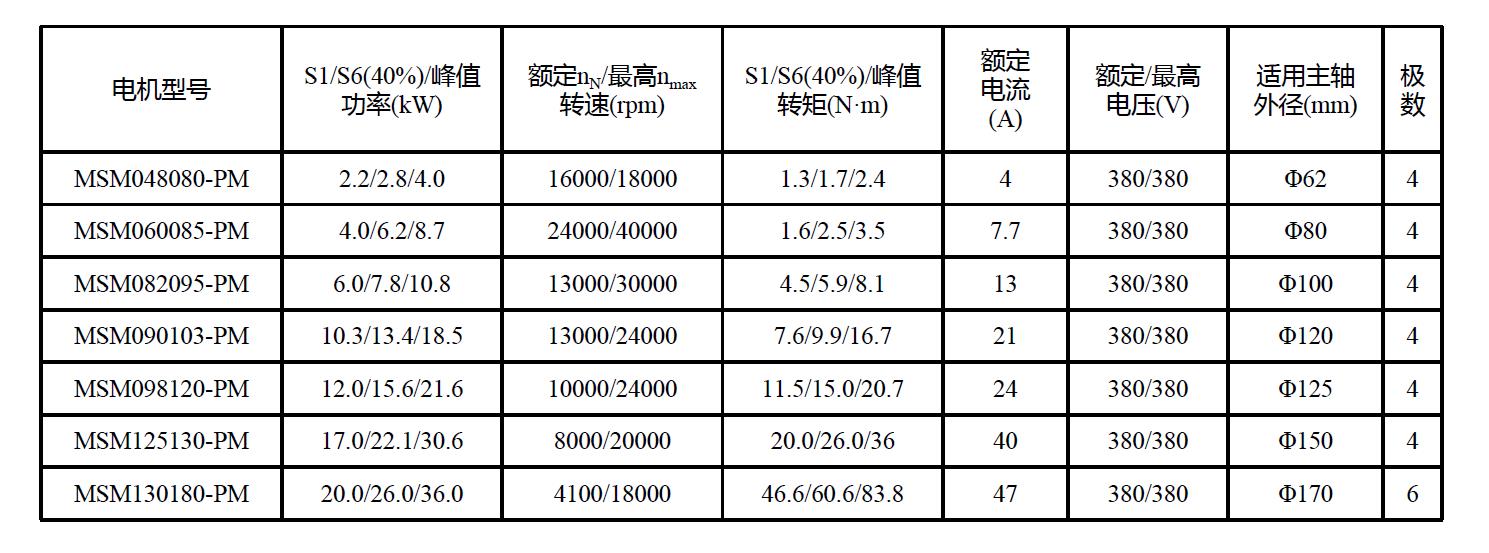 电机型号 S1/S6(40%)/峰值功率(kW) 额定nN/最高nmax转速(rpm) S1/S6(40%)/峰值转矩(N·m) 额定电流(A) 额定/最高电压(V) 适用主轴外径(mm) 极数
MSM048080-PM 2.2/2.8/4.0 16000/18000 1.3/1.7/2.4 4 380/380 Φ62 4
MSM060085-PM 4.0/6.2/8.7 24000/40000 1.6/2.5/3.5 7.7 380/380 Φ80 4
MSM082095-PM 6.0/7.8/10.8 13000/30000 4.5/5.9/8.1 13 380/380 Φ100 4
MSM090103-PM 10.3/13.4/18.5 13000/24000 7.6/9.9/16.7 21 380/380 Φ120 4
MSM098120-PM 12.0/15.6/21.6 10000/24000 11.5/15.0/20.7 24 380/380 Φ125 4
MSM125130-PM 17.0/22.1/30.6 8000/20000 20.0/26.0/36 40 380/380 Φ150 4
MSM130180-PM 20.0/26.0/36.0 4100/18000 46.6/60.6/83.8 47 380/380 Φ170 6